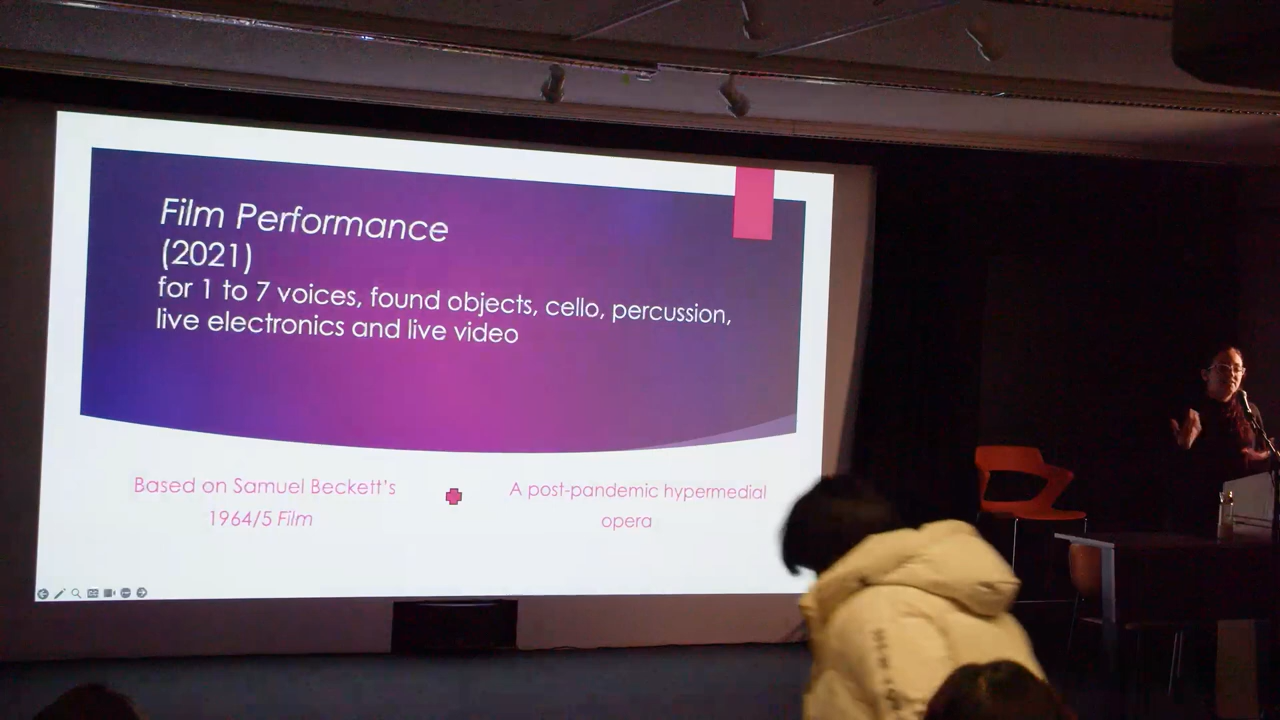 Film Performance
(2021)
for 1 to 7 voices, found objects, cello, percussion,
live electronics and live video
Based on Samuel Beckett's
1964/5 Film
A post-pandemic hypermedial
opera